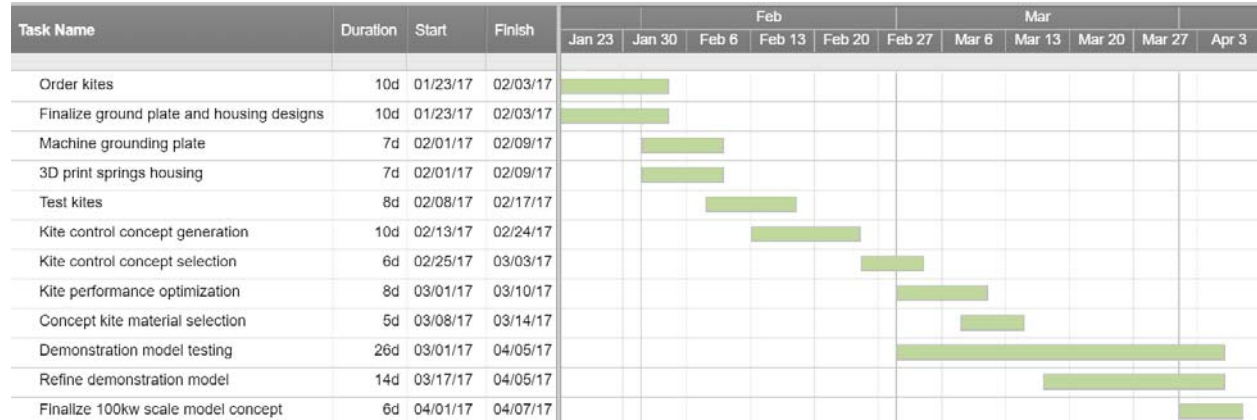 Feb Mar
Task Name Duration Start Finish Jan 23 Jan 30 Feb 6 Feb 13 Feb 20 Feb 27 Mar 6 Mar 13 Mar 20 Mar 27 Apr 3
Order kites 10d 01/23/17 02/03/17
Finalize ground plate and housing designs 10d 01/23/17 02/03/17
Machine grounding plate 7d 02/01/17 02/09/17
3D print springs housing 7d 02/01/17 02/09/17
Test kites 8d 02/08/17 02/17/17
Kite control concept generation 10d 02/13/17 02/24/17
Kite control concept selection 6d 02/25/17 03/03/17
Kite performance optimization 8d 03/01/17 03/10/17
Concept kite material selection 5d 03/08/17 03/14/17
Demonstration model testing 26d 03/01/17 04/05/17
Refine demonstration model 14d 03/17/17 04/05/17
Finalize 100kw scale model concept 6d 04/01/17 04/07/17